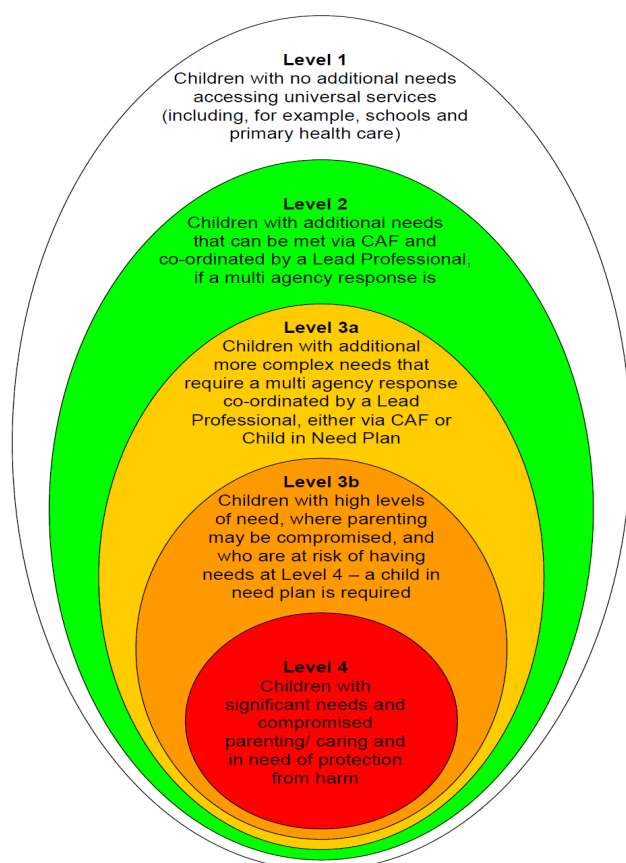 Level 1
Children with no additional needs
accessing universal services
(including, for example, schools and
primary health care)
Level 2
Children with additional needs
that can be met via CAF and
co-ordinated by a Lead Professional,
if a multi agency response is
Level 3a
Children with additional
more complex needs that
require a multi agency response
co-ordinated by a Lead
Professional, either via CAF or
Child in Need Plan
Level 3b
Children with high levels
of need, where parenting
may be compromised, and
who are at risk of having
needs at Level 4 – a child in
need plan is required
Level 4
Children with
significant needs and
compromised
parenting/ caring and
in need of protection
from harm